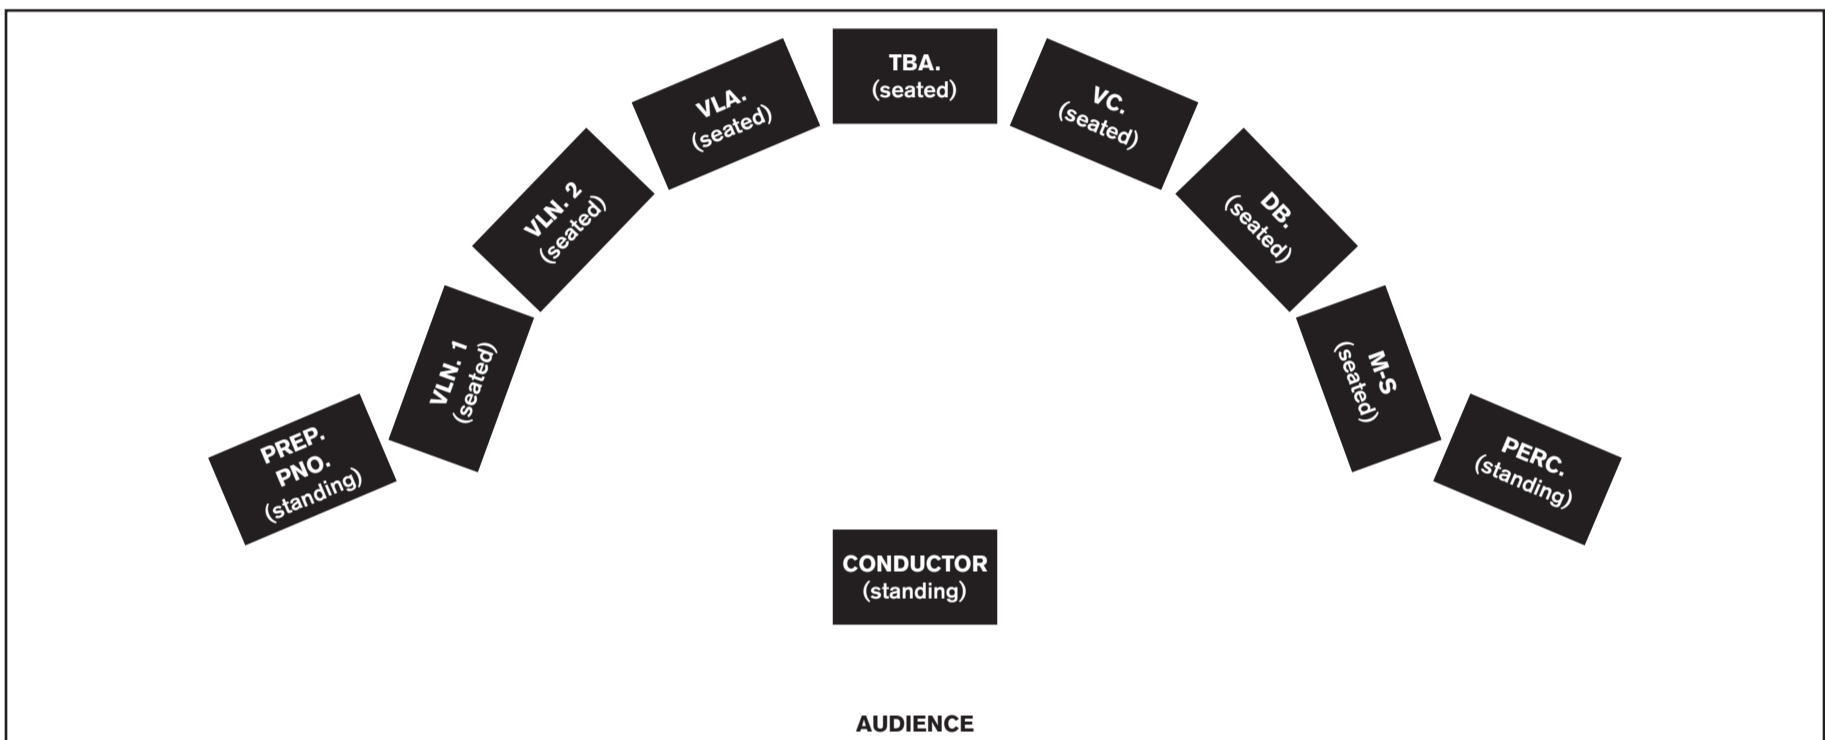 TBA.
(seated)
VLA.
(seated)
VC.
(seated)
VLN. 2
(seated)
DB.
(seated)
VLN. 1
(seated)
M-S
(seated)
PREP.
PNO.
(standing)
PERC.
(standing)
CONDUCTOR
(standing)
AUDIENCE